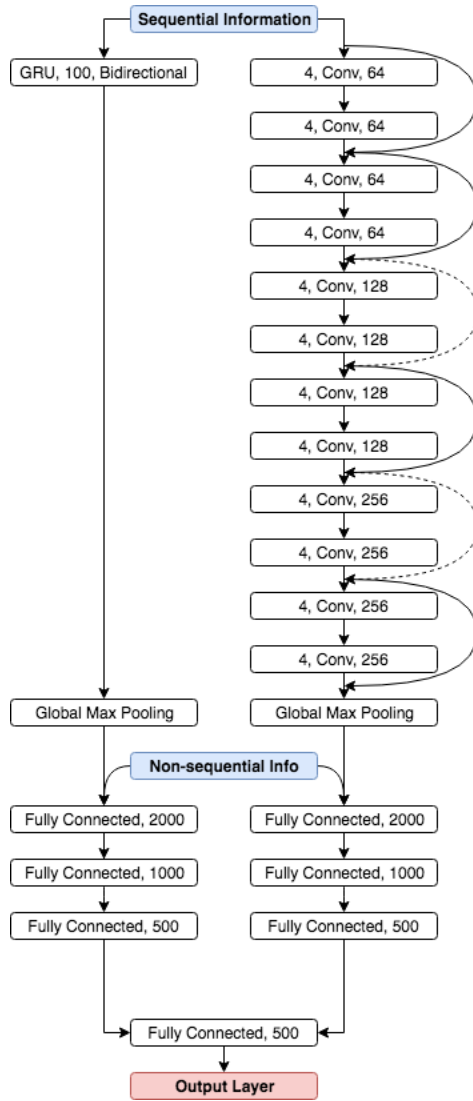 Sequential Information
GRU, 100, Bidirectional
4, Conv, 64
4, Conv, 64
4, Conv, 64
4, Conv, 64
4, Conv, 128
4, Conv, 128
4, Conv, 128
4, Conv, 128
4, Conv, 256
4, Conv, 256
4, Conv, 256
4, Conv, 256
Global Max Pooling
Global Max Pooling
Non-sequential Info
Fully Connected, 2000
Fully Connected, 2000
Fully Connected, 1000
Fully Connected, 1000
Fully Connected, 500
Fully Connected, 500
Fully Connected, 500
Output Layer